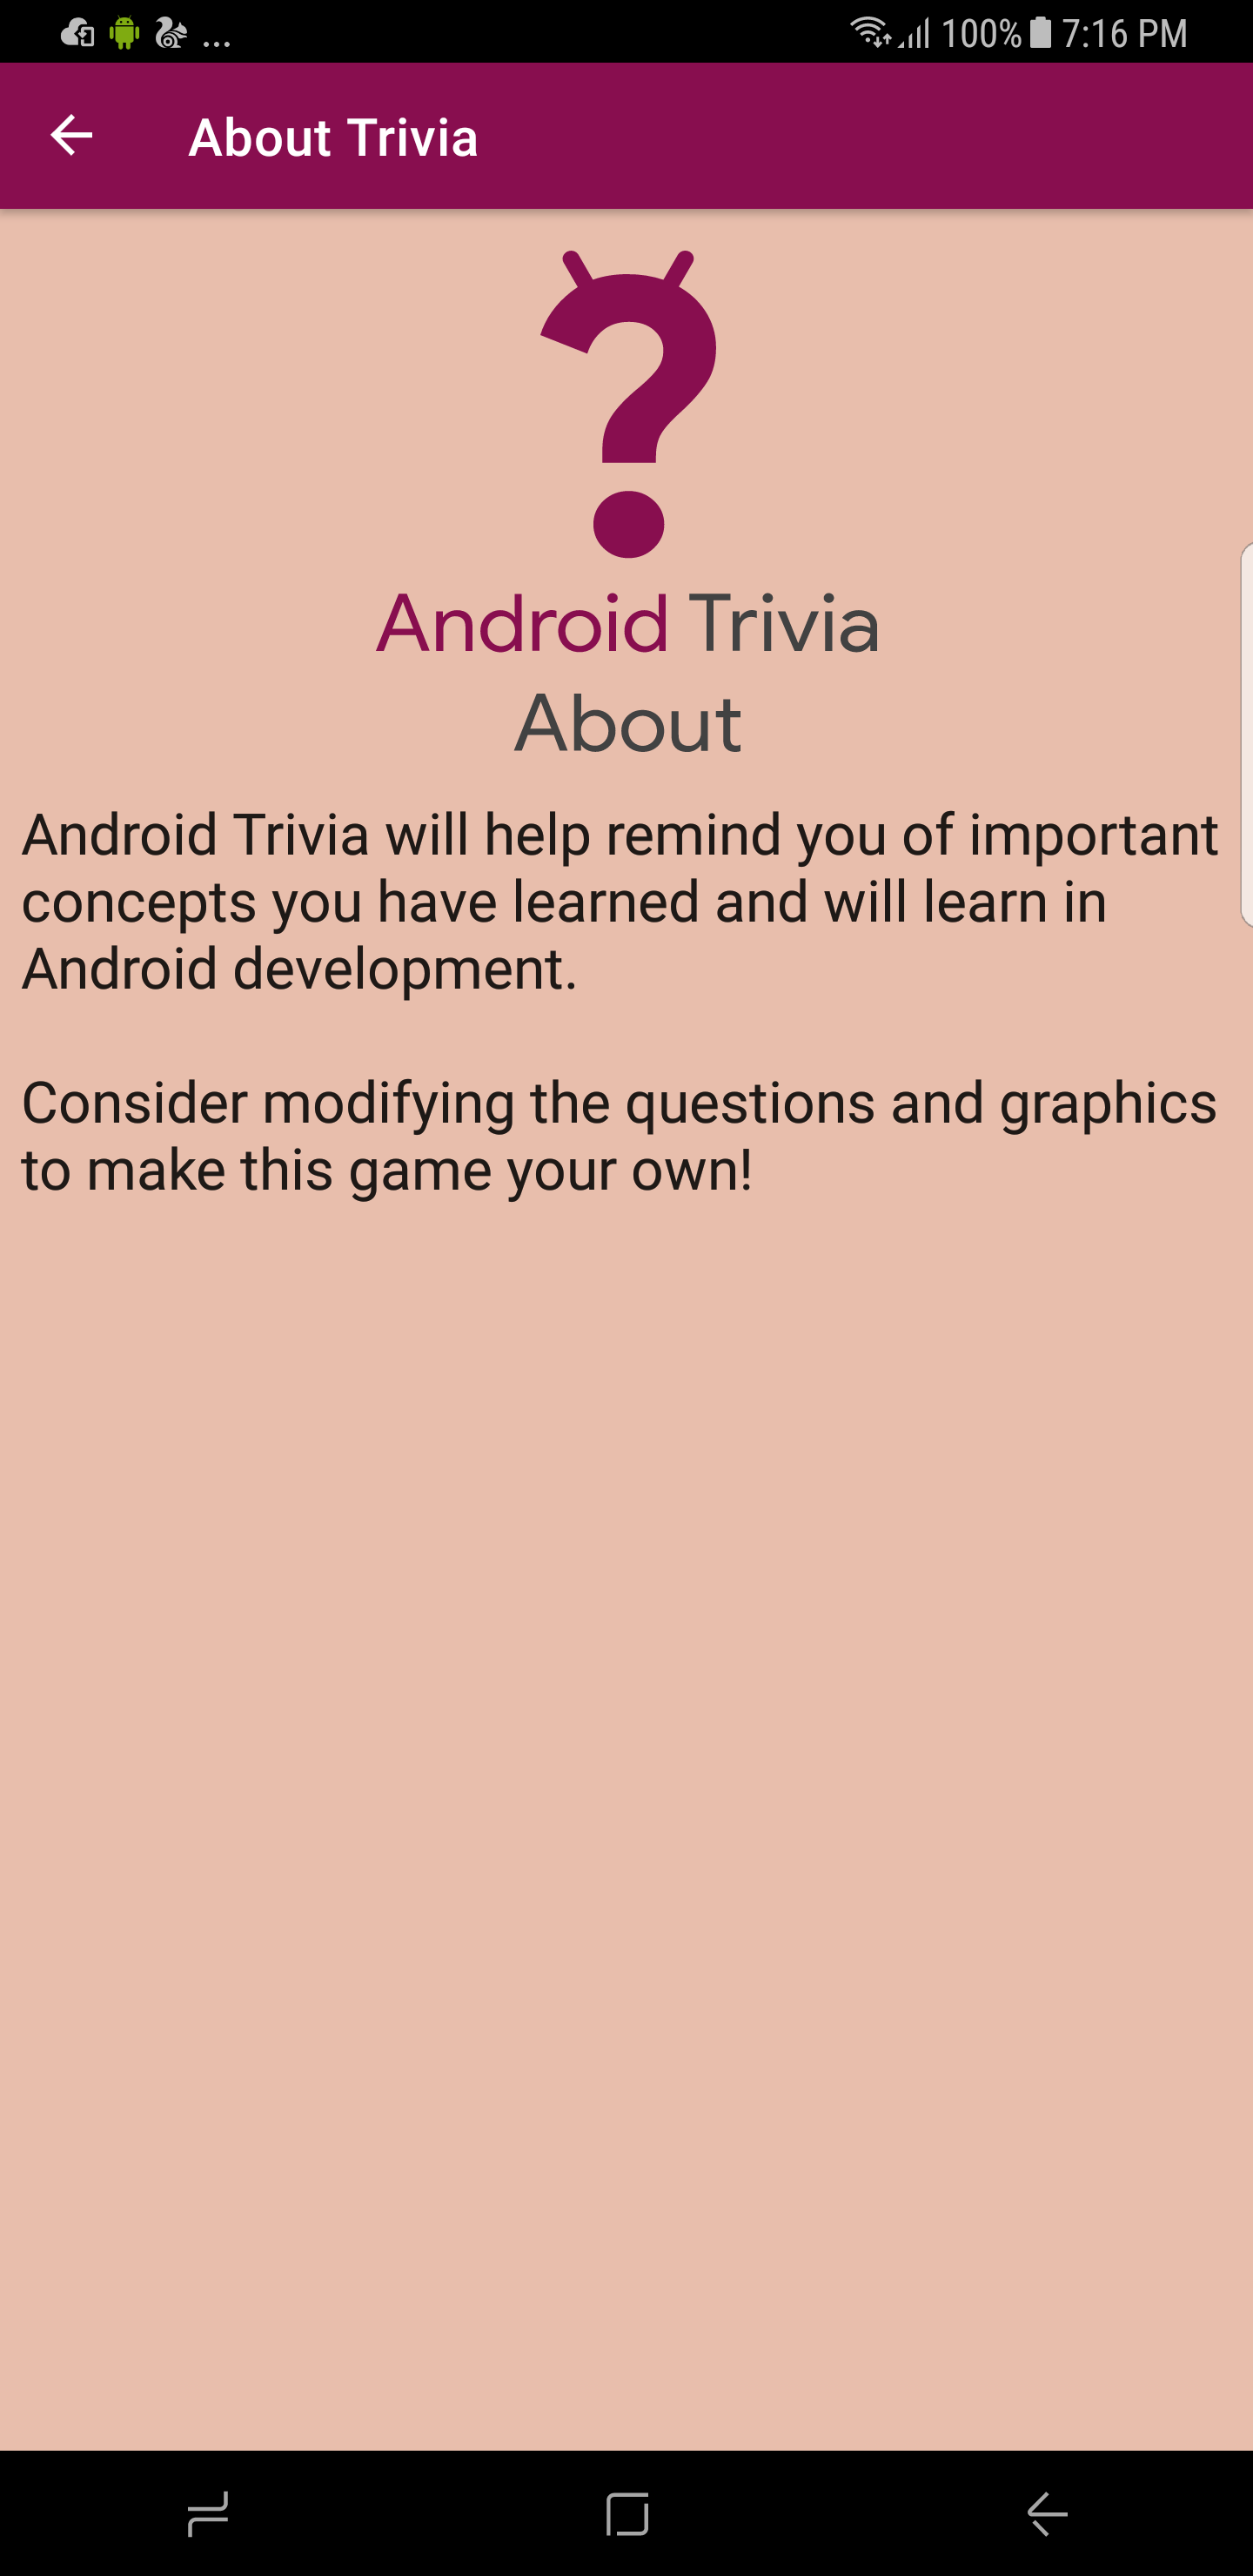 ... 100% 7:16 PM
About Trivia
Android Trivia
About
Android Trivia will help remind you of important
concepts you have learned and will learn in
Android development.
Consider modifying the questions and graphics
to make this game your own!